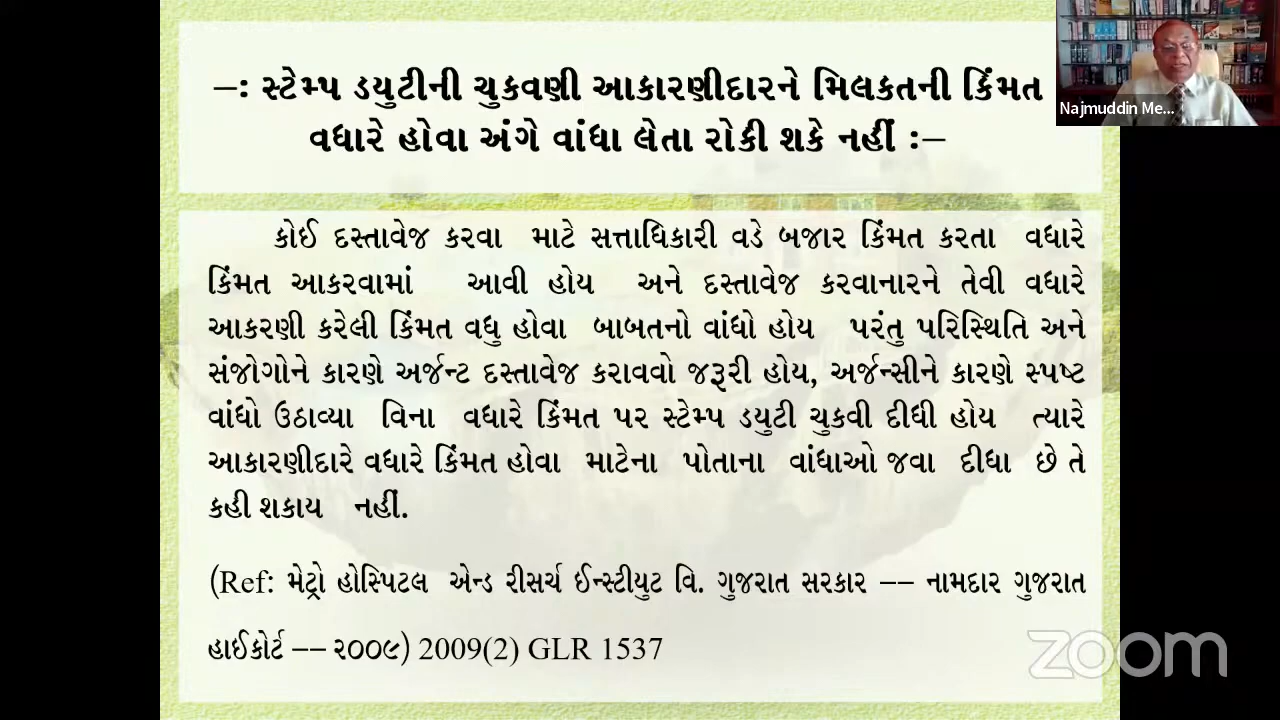 –: સ્ટેમ્પ ડયુટીની ચુકવણી આકારણીદારને મિલકતની કિંમત
વધારે હોવા અંગે વાંધા લેતા રોકી શકે નહીં :–
Najmuddin Me...
કોઈ દસ્તાવેજ કરવા માટે સત્તાધિકારી વડે બજાર કિંમત કરતા વધારે
કિંમત આકરવામાં આવી હોય અને દસ્તાવેજ કરવાનારને તેવી વધારે
આકરણી કરેલી કિંમત વધુ હોવા બાબતનો વાંધો હોય પરંતુ પરિસ્થિતિ અને
સંજોગોને કારણે અર્જન્ટ દસ્તાવેજ કરાવવો જરૂરી હોય, અર્જન્સીને કારણે સ્પષ્ટ
વાંધો ઉઠાવ્યા વિના વધારે કિંમત પર સ્ટેમ્પ ડયુટી ચુકવી દીધી હોય ત્યારે
આકારણીદારે વધારે કિંમત હોવા માટેના પોતાના વાંધાઓ જવા દીધા છે તે
કહી શકાય નહીં.
(Ref: મેટ્રો હોસ્પિટલ એન્ડ રીસર્ચ ઈન્સ્ટીયુટ વિ. ગુજરાત સરકાર –– નામદાર ગુજરાત
હાઈકોર્ટ –– ૨૦૦૯) 2009(2) GLR 1537
zoom